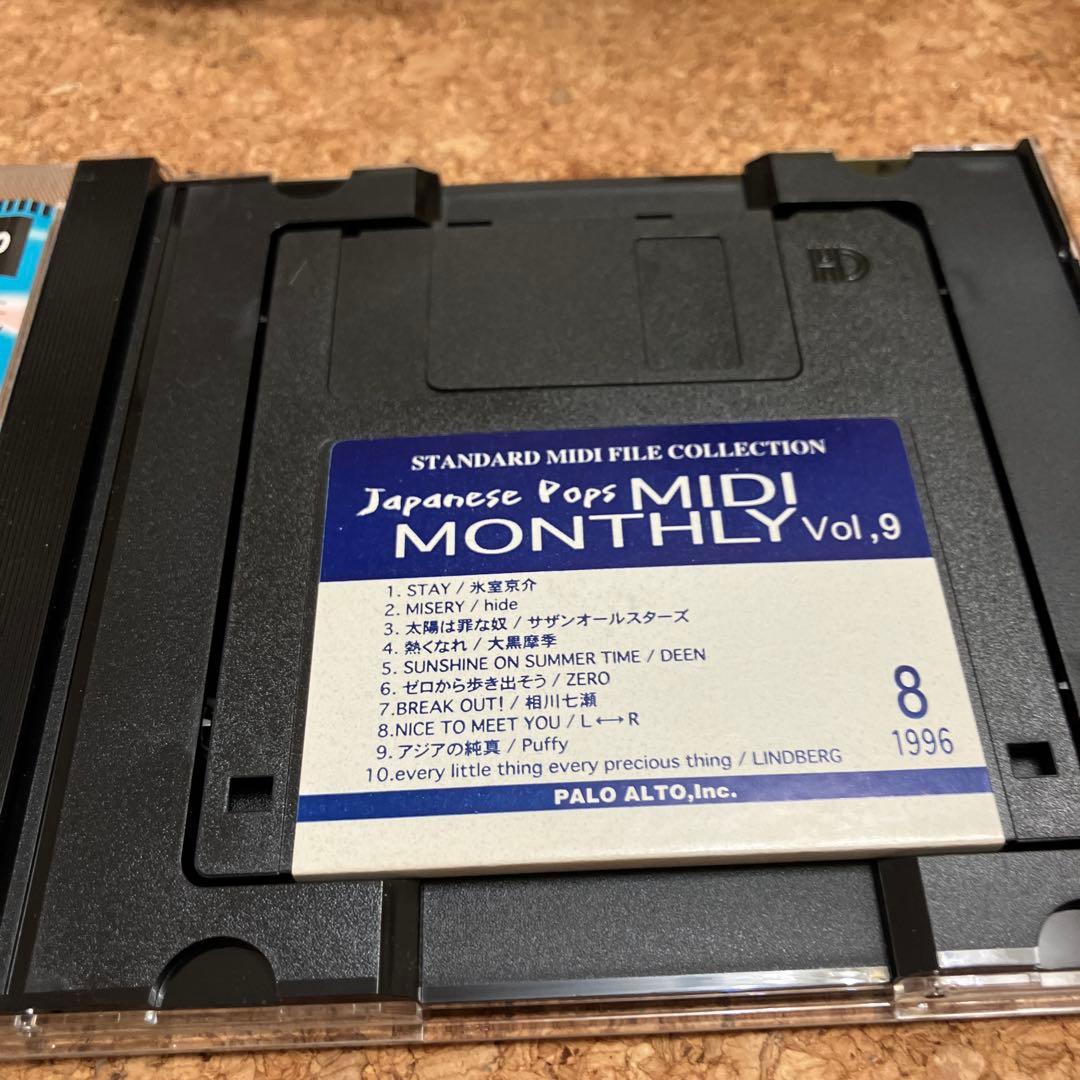 HD
STANDARD MIDI FILE COLLECTION
Japanese Pops MIDI
MONTHLY Vol,9
1. STAY / 氷室京介
2. MISERY / hide
3. 太陽は罪な奴 / サザンオールスターズ
4. 熱くなれ / 大黒摩季
5. SUNSHINE ON SUMMER TIME / DEEN
6. ゼロから歩き出そう / ZERO
7.BREAK OUT! / 相川七瀬
8.NICE TO MEET YOU / L⟷R
9. アジアの純真 / Puffy
10.every little thing every precious thing / LINDBERG
8
1996
PALO ALTO,Inc.